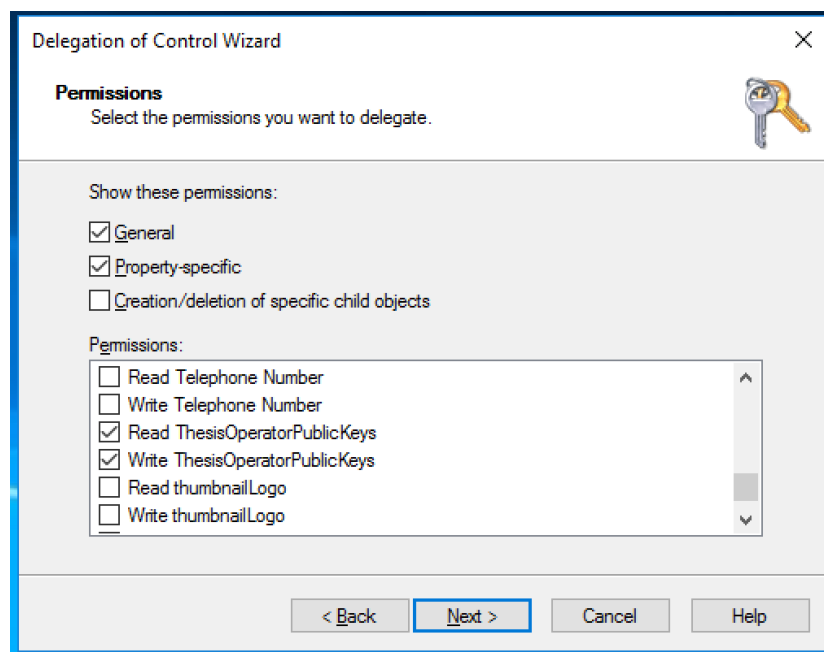 Delegation of Control Wizard
Permissions
Select the permissions you want to delegate.
Show these permissions:
General
Property-specific
Creation/deletion of specific child objects
Permissions:
Read Telephone Number
Write Telephone Number
Read ThesisOperatorPublicKeys
Write ThesisOperatorPublicKeys
Read thumbnailLogo
Write thumbnailLogo
< Back Next > Cancel Help